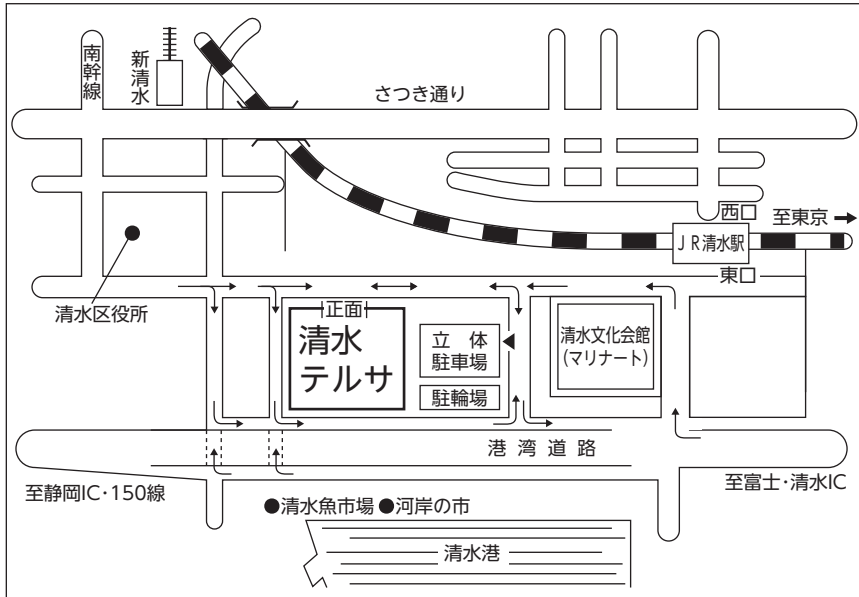 南幹線
新清水
さつき通り
西口
至東京
JR清水駅
東口
清水区役所
正面
清水
テルサ
立体
駐車場
駐輪場
清水文化会館
(マリナート)
港湾道路
至静岡IC・150線
至富士・清水IC
●清水魚市場 ●河岸の市
清水港